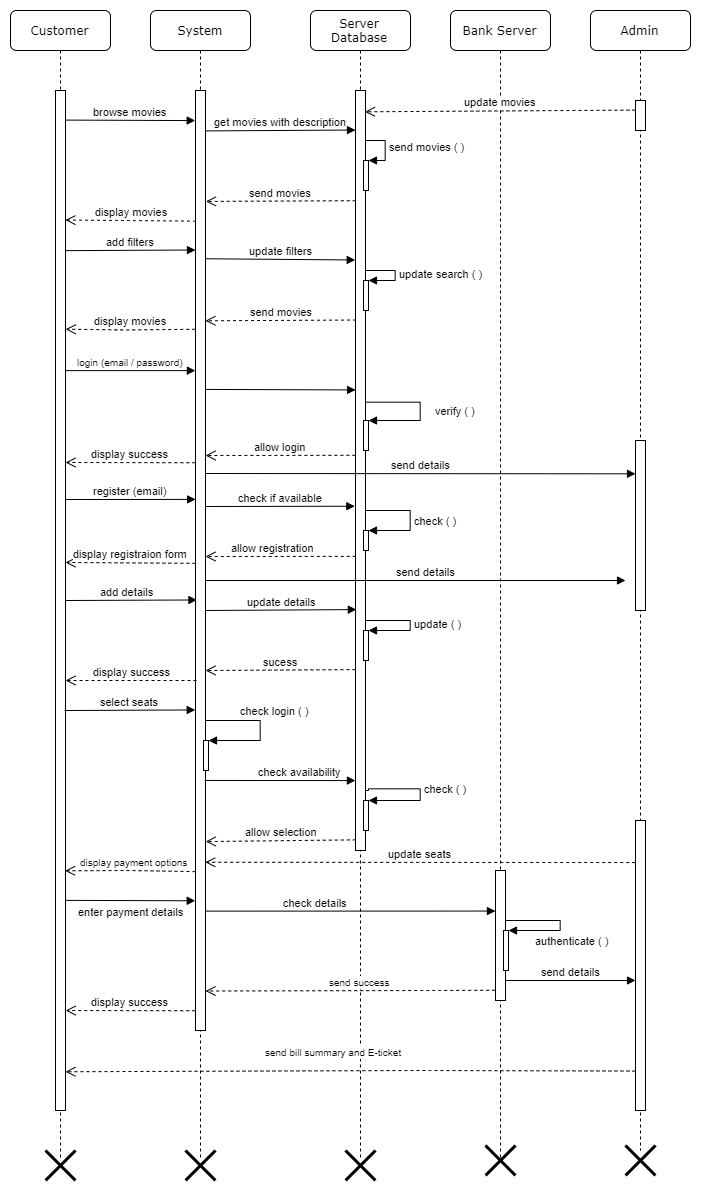 Customer
System
Server
Database
Bank Server
Admin
update movies
browse movies
get movies with description
send movies ( )
send movies
display movies
add filters
update filters
update search ( )
send movies
display movies
login (email / password)
verify ( )
allow login
display success
send details
register (email)
check if available
check ( )
allow registration
display registraion form
send details
add details
update details
update ( )
sucess
display success
select seats
check login ( )
check availability
check ( )
allow selection
update seats
display payment options
check details
enter payment details
authenticate ( )
send details
send success
display success
send bill summary and E-ticket